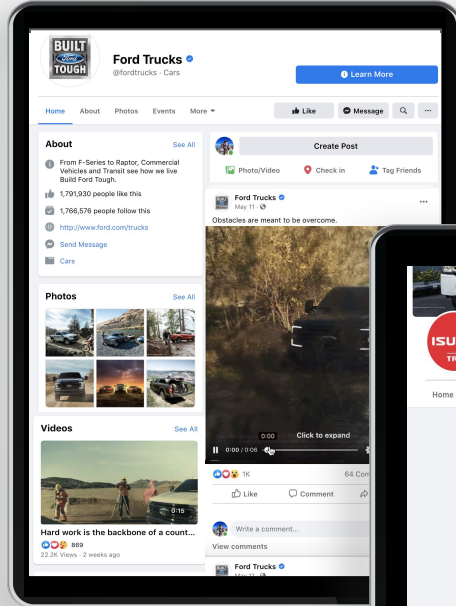 BUILT
Ford
TOUGH
Ford Trucks
@fordtrucks · Cars
Learn More
Home About Photos Events More
Like Message
About See All
From F-Series to Raptor, Commercial
Vehicles and Transit see how we live
Build Ford Tough.
1,791,930 people like this
1,766,576 people follow this
http://www.ford.com/trucks
Send Message
Cars
Photos See All
Videos See All
0:15
Hard work is the backbone of a count...
869
22.2K Views · 2 weeks ago
Create Post
Photo/Video Check in Tag Friends
Ford Trucks
May 11
Obstacles are meant to be overcome.
0:00 Click to expand
0:00 / 0:06
1K 64 Com
Like Comment
Write a comment...
View comments
Ford Trucks
May 11
ISU
TR
Home